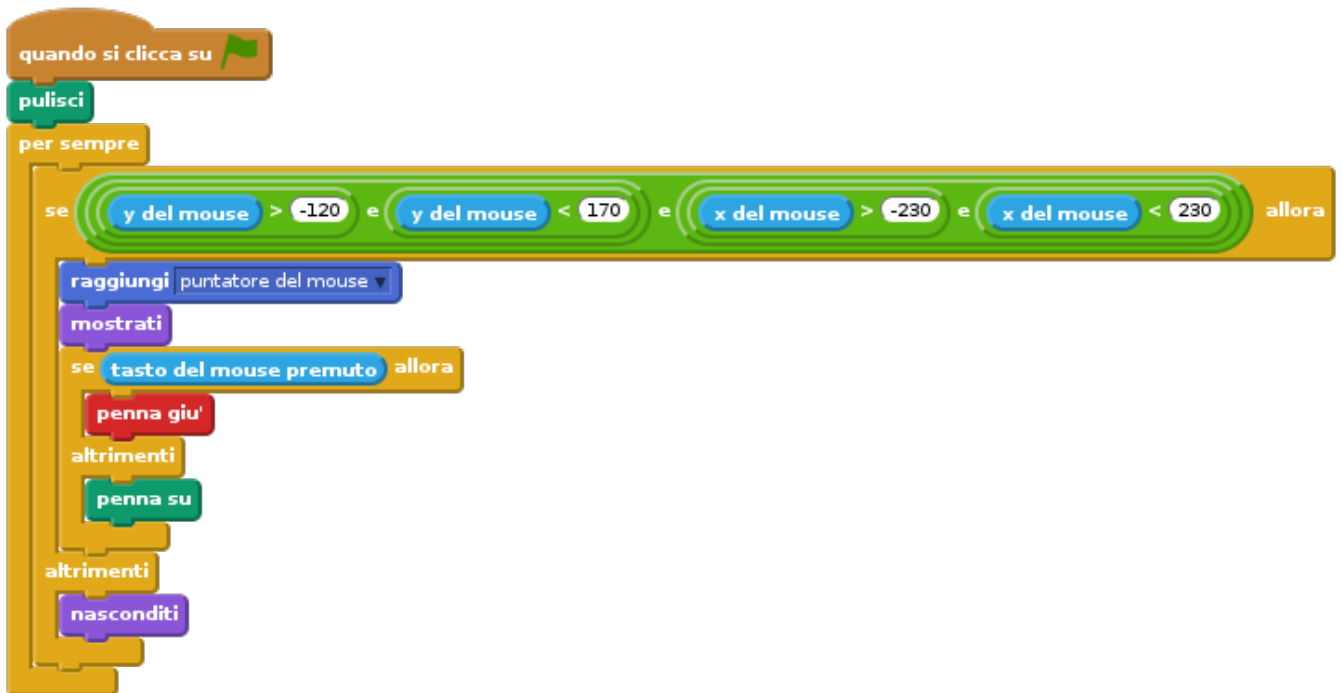 quando si clicca su
pulisci
per sempre
se y del mouse > -120 e y del mouse < 170 e x del mouse > -230 e x del mouse < 230 allora
raggiungi puntatore del mouse
mostrati
se tasto del mouse premuto allora
penna giu'
altrimenti
penna su
altrimenti
nasconditi